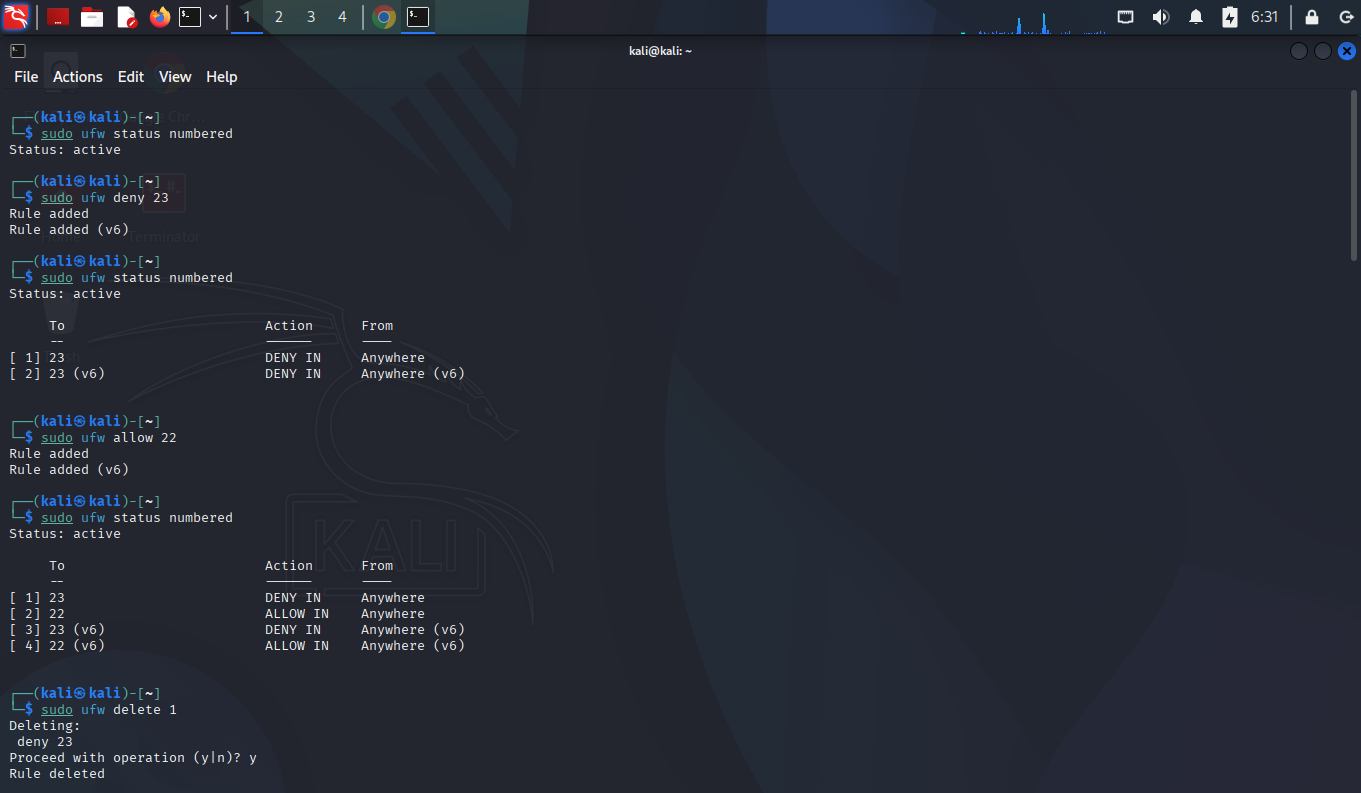 1 2 3 4 6:31
kali@kali: ~
File Actions Edit View Help
┌──(kali㉿kali)-[~]
└─$ sudo ufw status numbered
Status: active
┌──(kali㉿kali)-[~]
└─$ sudo ufw deny 23
Rule added
Rule added (v6)
Terminator
┌──(kali㉿kali)-[~]
└─$ sudo ufw status numbered
Status: active
To Action From
-- ------ ----
[ 1] 23 DENY IN Anywhere
[ 2] 23 (v6) DENY IN Anywhere (v6)
┌──(kali㉿kali)-[~]
└─$ sudo ufw allow 22
Rule added
Rule added (v6)
┌──(kali㉿kali)-[~]
└─$ sudo ufw status numbered
Status: active
KALI
To Action From
-- ------ ----
[ 1] 23 DENY IN Anywhere
[ 2] 22 ALLOW IN Anywhere
[ 3] 23 (v6) DENY IN Anywhere (v6)
[ 4] 22 (v6) ALLOW IN Anywhere (v6)
┌──(kali㉿kali)-[~]
└─$ sudo ufw delete 1
Deleting:
deny 23
Proceed with operation (y|n)? y
Rule deleted